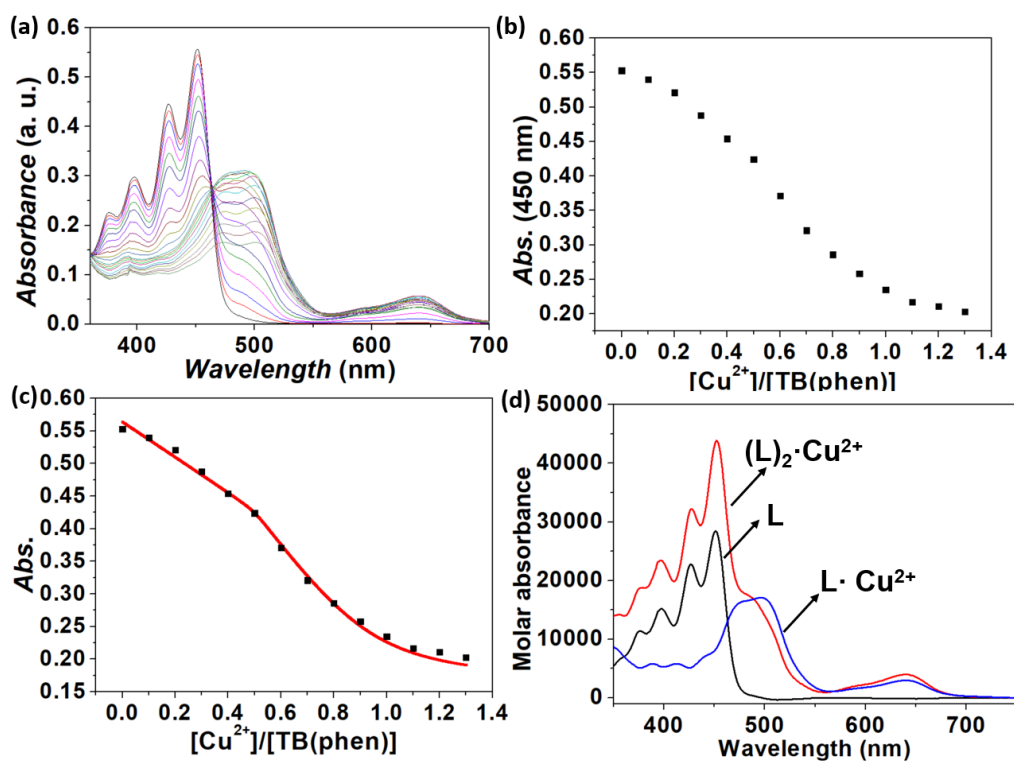 (a)
0.6
0.5
0.4
0.3
0.2
0.1
0.0
Absorbance (a. u.)
400 500 600 700
Wavelength (nm)
(b)
0.60
0.55
0.50
0.45
0.40
0.35
0.30
0.25
0.20
Abs. (450 nm)
0.0 0.2 0.4 0.6 0.8 1.0 1.2 1.4
[Cu²⁺]/[TB(phen)]
(c)
0.60
0.55
0.50
0.45
0.40
0.35
0.30
0.25
0.20
0.15
Abs.
0.0 0.2 0.4 0.6 0.8 1.0 1.2 1.4
[Cu²⁺]/[TB(phen)]
(d)
50000
40000
30000
20000
10000
0
Molar absorbance
(L)₂·Cu²⁺
L
L· Cu²⁺
400 500 600 700
Wavelength (nm)